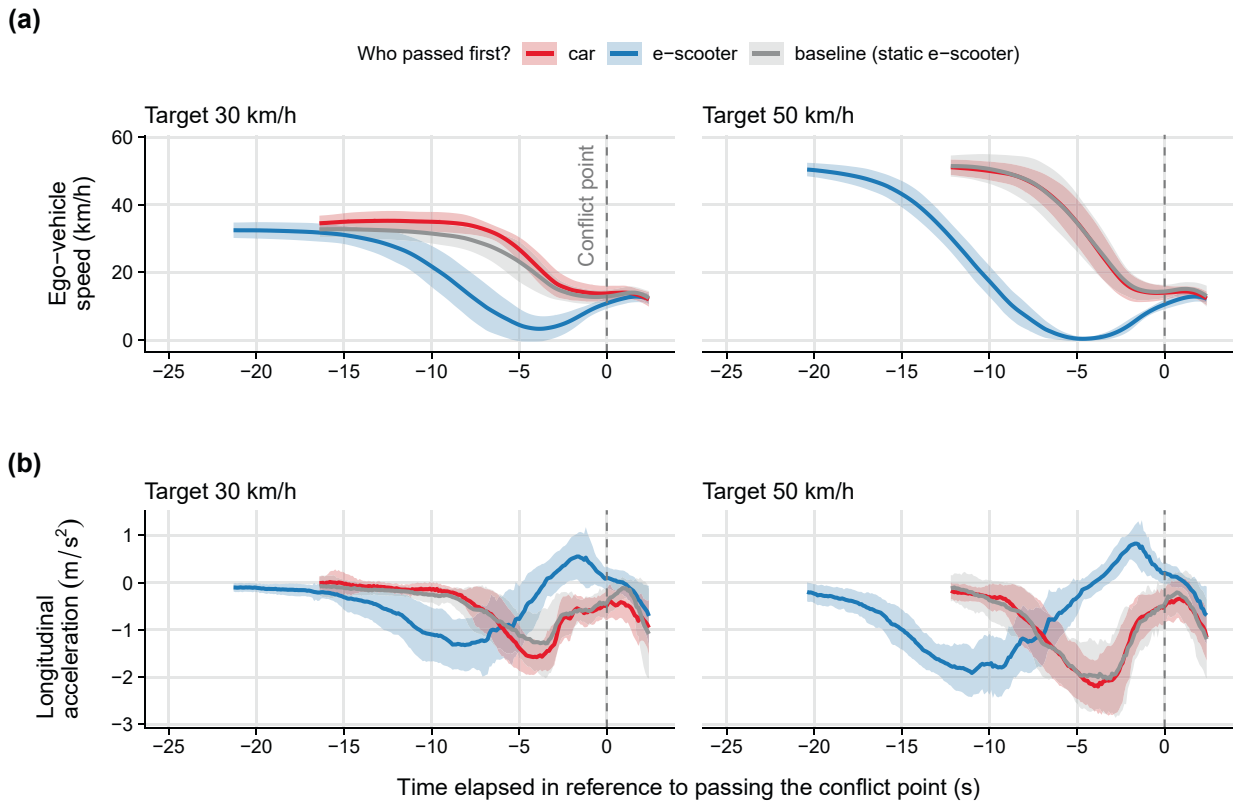 (a)
Who passed first? car e−scooter baseline (static e−scooter)
Target 30 km/h
Target 50 km/h
Ego−vehicle
speed (km/h)
60
40
20
0
Conflict point
−25 −20 −15 −10 −5 0
−25 −20 −15 −10 −5 0
(b)
Target 30 km/h
Target 50 km/h
Longitudinal
acceleration (m/s²)
1
0
−1
−2
−3
−25 −20 −15 −10 −5 0
−25 −20 −15 −10 −5 0
Time elapsed in reference to passing the conflict point (s)